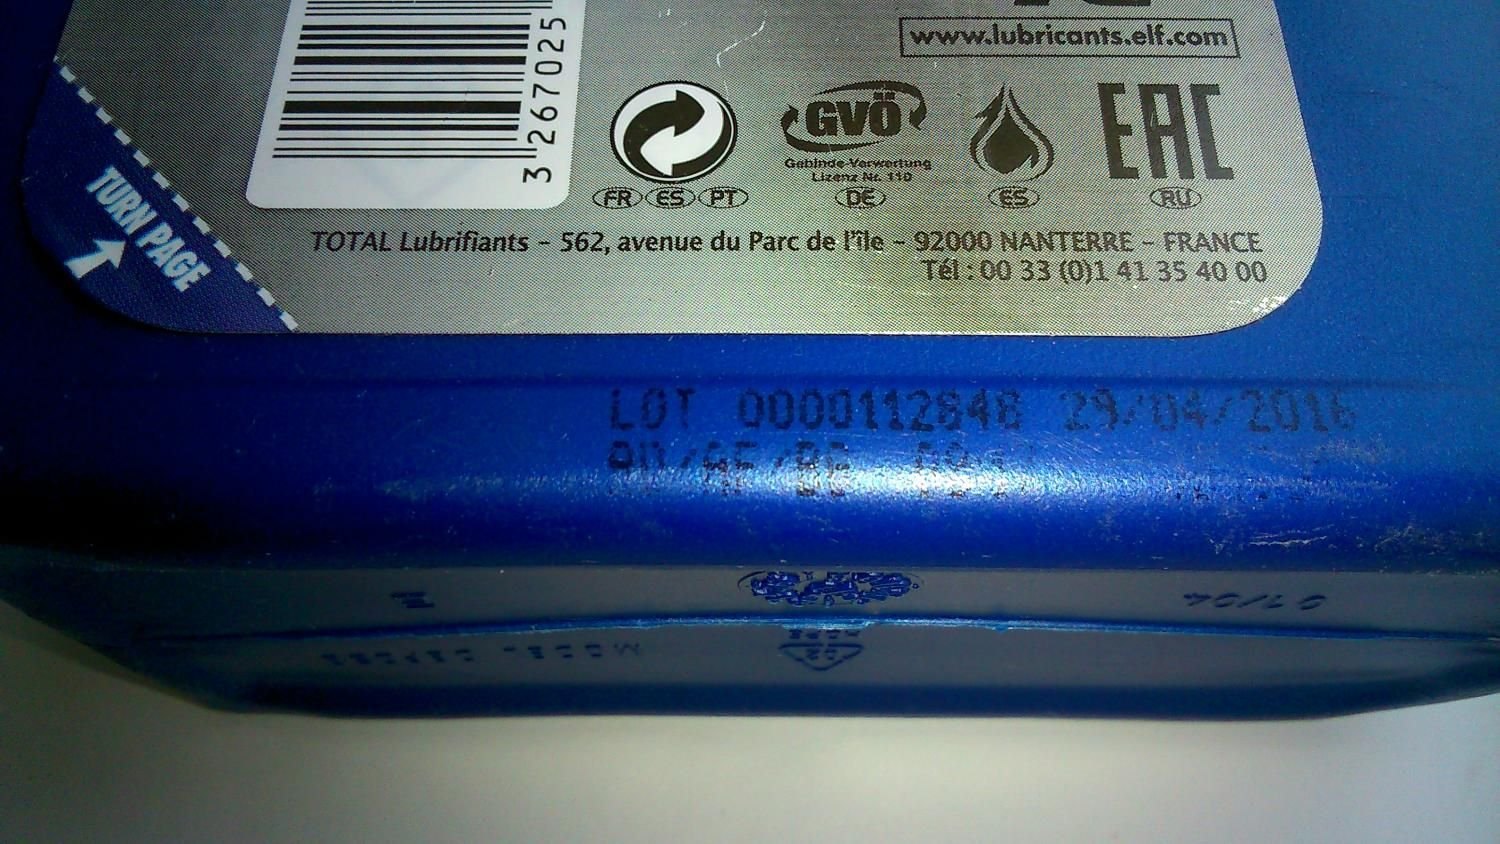 www.lubricants.elf.com
3 267025
GVÖ
Gebinde-Verwertung
Lizenz Nr. 110
EAC
FR ES PT DE ES RU
TURN PAGE
TOTAL Lubrifiants - 562, avenue du Parc de l'île - 92000 NANTERRE - FRANCE
Tél : 00 33 (0)1 41 35 40 00
LOT 0000112848 29/04/2016